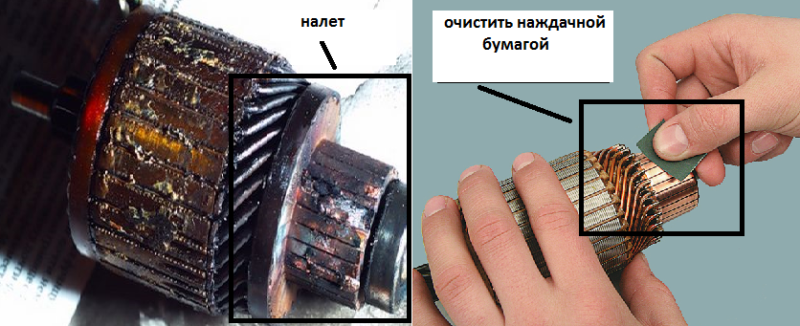 налет
очистить наждачной
бумагой